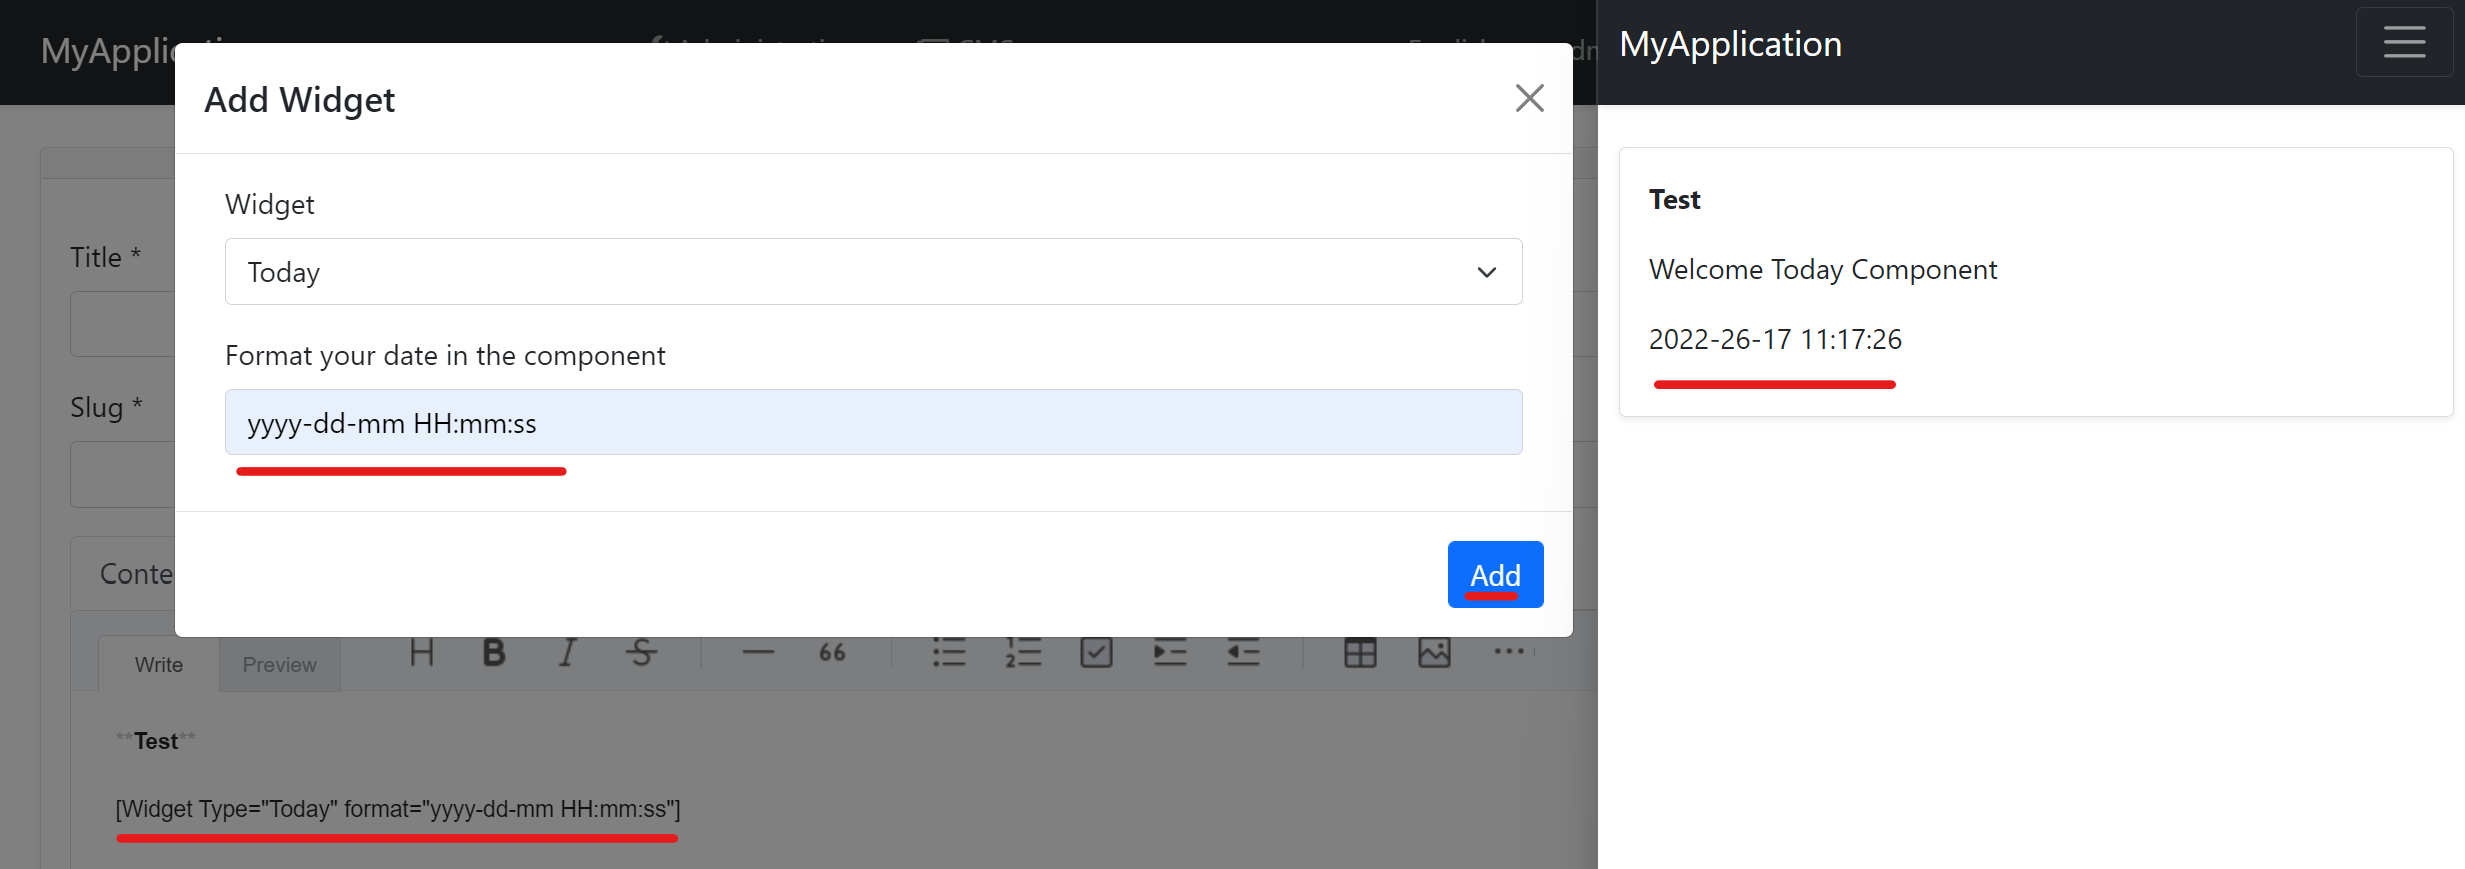 MyApplication
Add Widget
Widget
Today
Format your date in the component
yyyy-dd-mm HH:mm:ss
Add
Title *
Slug *
Conte
Write
Preview
H B I S 66
**Test**
[Widget Type="Today" format="yyyy-dd-mm HH:mm:ss"]
MyApplication
Test
Welcome Today Component
2022-26-17 11:17:26